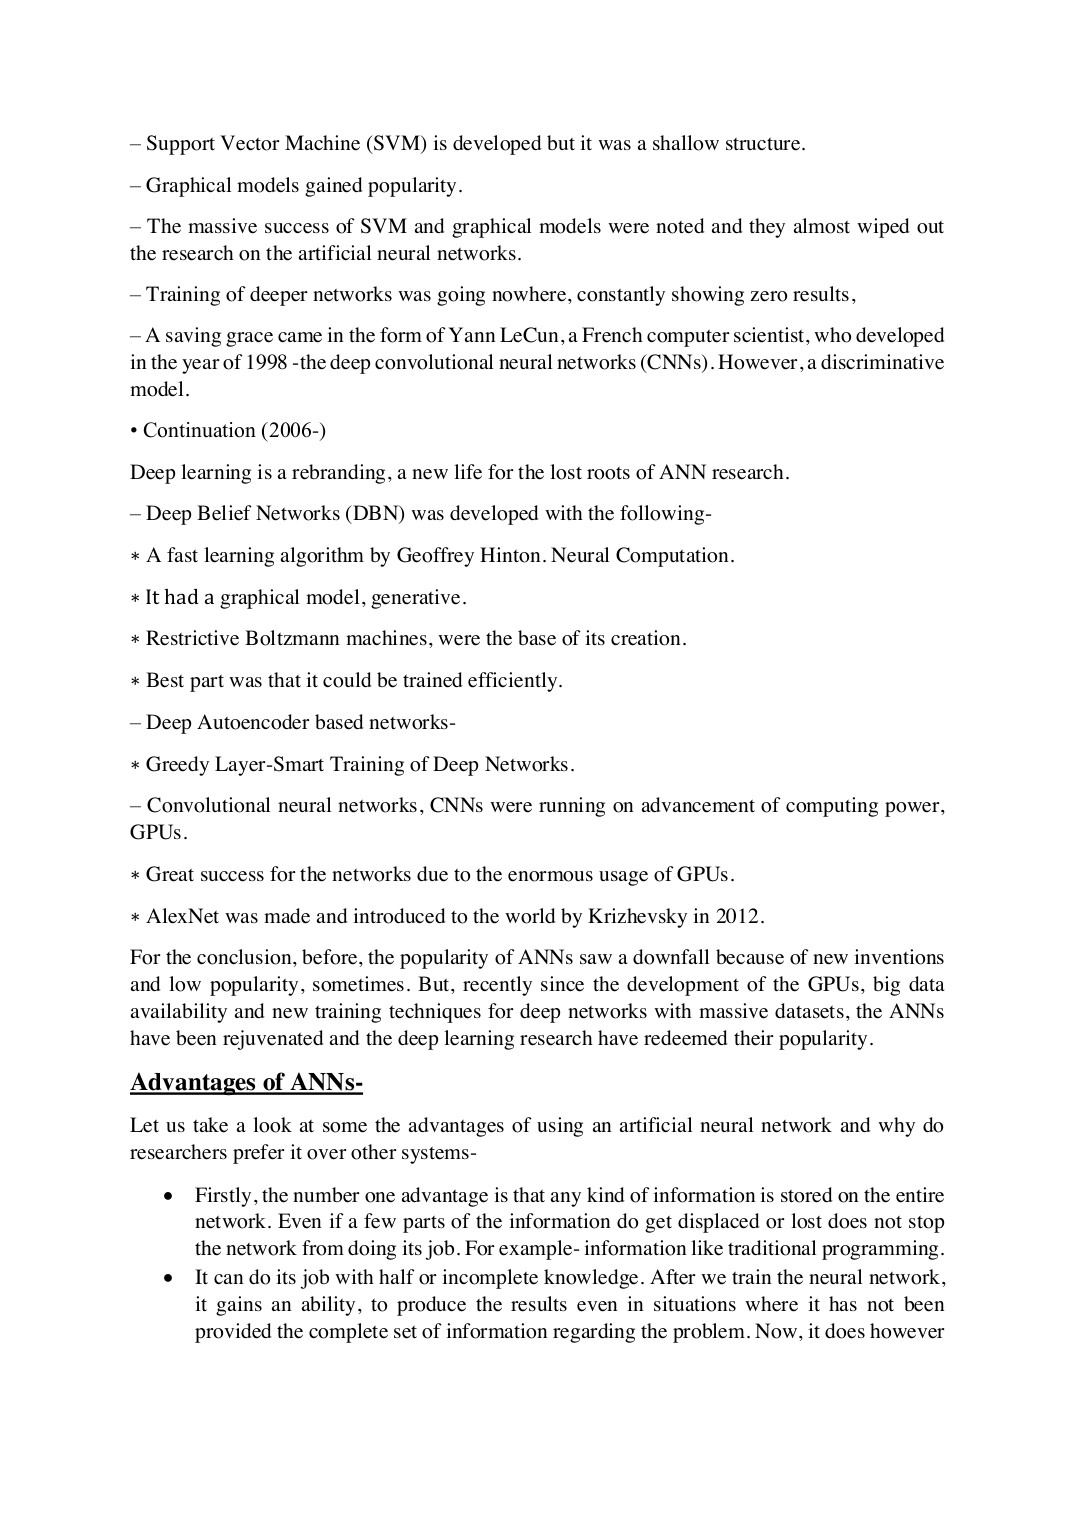 – Support Vector Machine (SVM) is developed but it was a shallow structure.
– Graphical models gained popularity.
– The massive success of SVM and graphical models were noted and they almost wiped out
the research on the artificial neural networks.
– Training of deeper networks was going nowhere, constantly showing zero results,
– A saving grace came in the form of Yann LeCun, a French computer scientist, who developed
in the year of 1998 -the deep convolutional neural networks (CNNs). However, a discriminative
model.
• Continuation (2006-)
Deep learning is a rebranding, a new life for the lost roots of ANN research.
– Deep Belief Networks (DBN) was developed with the following-
∗ A fast learning algorithm by Geoffrey Hinton. Neural Computation.
∗ It had a graphical model, generative.
∗ Restrictive Boltzmann machines, were the base of its creation.
∗ Best part was that it could be trained efficiently.
– Deep Autoencoder based networks-
∗ Greedy Layer-Smart Training of Deep Networks.
– Convolutional neural networks, CNNs were running on advancement of computing power,
GPUs.
∗ Great success for the networks due to the enormous usage of GPUs.
∗ AlexNet was made and introduced to the world by Krizhevsky in 2012.
For the conclusion, before, the popularity of ANNs saw a downfall because of new inventions
and low popularity, sometimes. But, recently since the development of the GPUs, big data
availability and new training techniques for deep networks with massive datasets, the ANNs
have been rejuvenated and the deep learning research have redeemed their popularity.
Advantages of ANNs-
Let us take a look at some the advantages of using an artificial neural network and why do
researchers prefer it over other systems-
• Firstly, the number one advantage is that any kind of information is stored on the entire
network. Even if a few parts of the information do get displaced or lost does not stop
the network from doing its job. For example- information like traditional programming.
• It can do its job with half or incomplete knowledge. After we train the neural network,
it gains an ability, to produce the results even in situations where it has not been
provided the complete set of information regarding the problem. Now, it does however